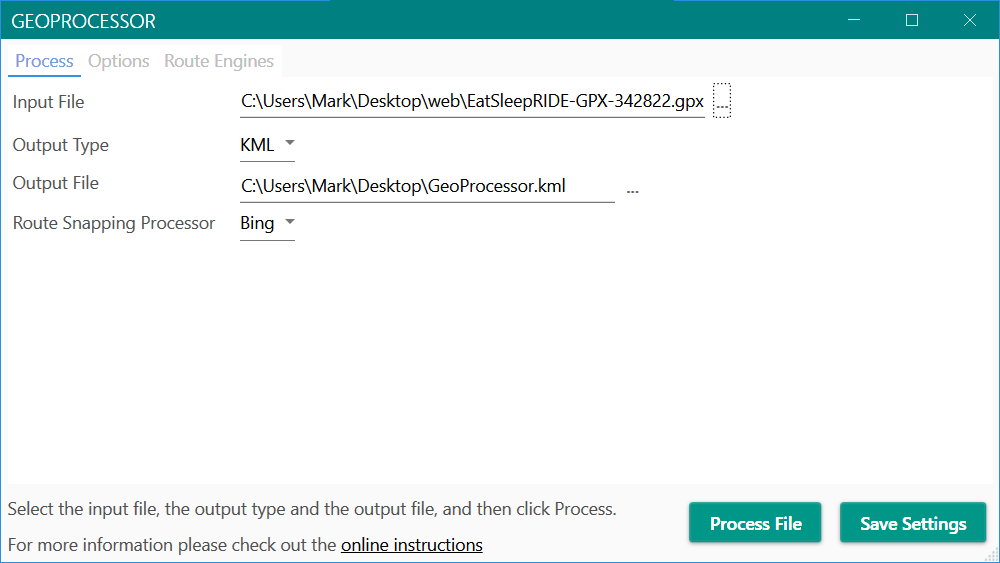 GEOPROCESSOR
Process Options Route Engines
Input File C:\Users\Mark\Desktop\web\EatSleepRIDE-GPX-342822.gpx ...
Output Type KML
Output File C:\Users\Mark\Desktop\GeoProcessor.kml ...
Route Snapping Processor Bing
Select the input file, the output type and the output file, and then click Process.
Process File Save Settings
For more information please check out the online instructions